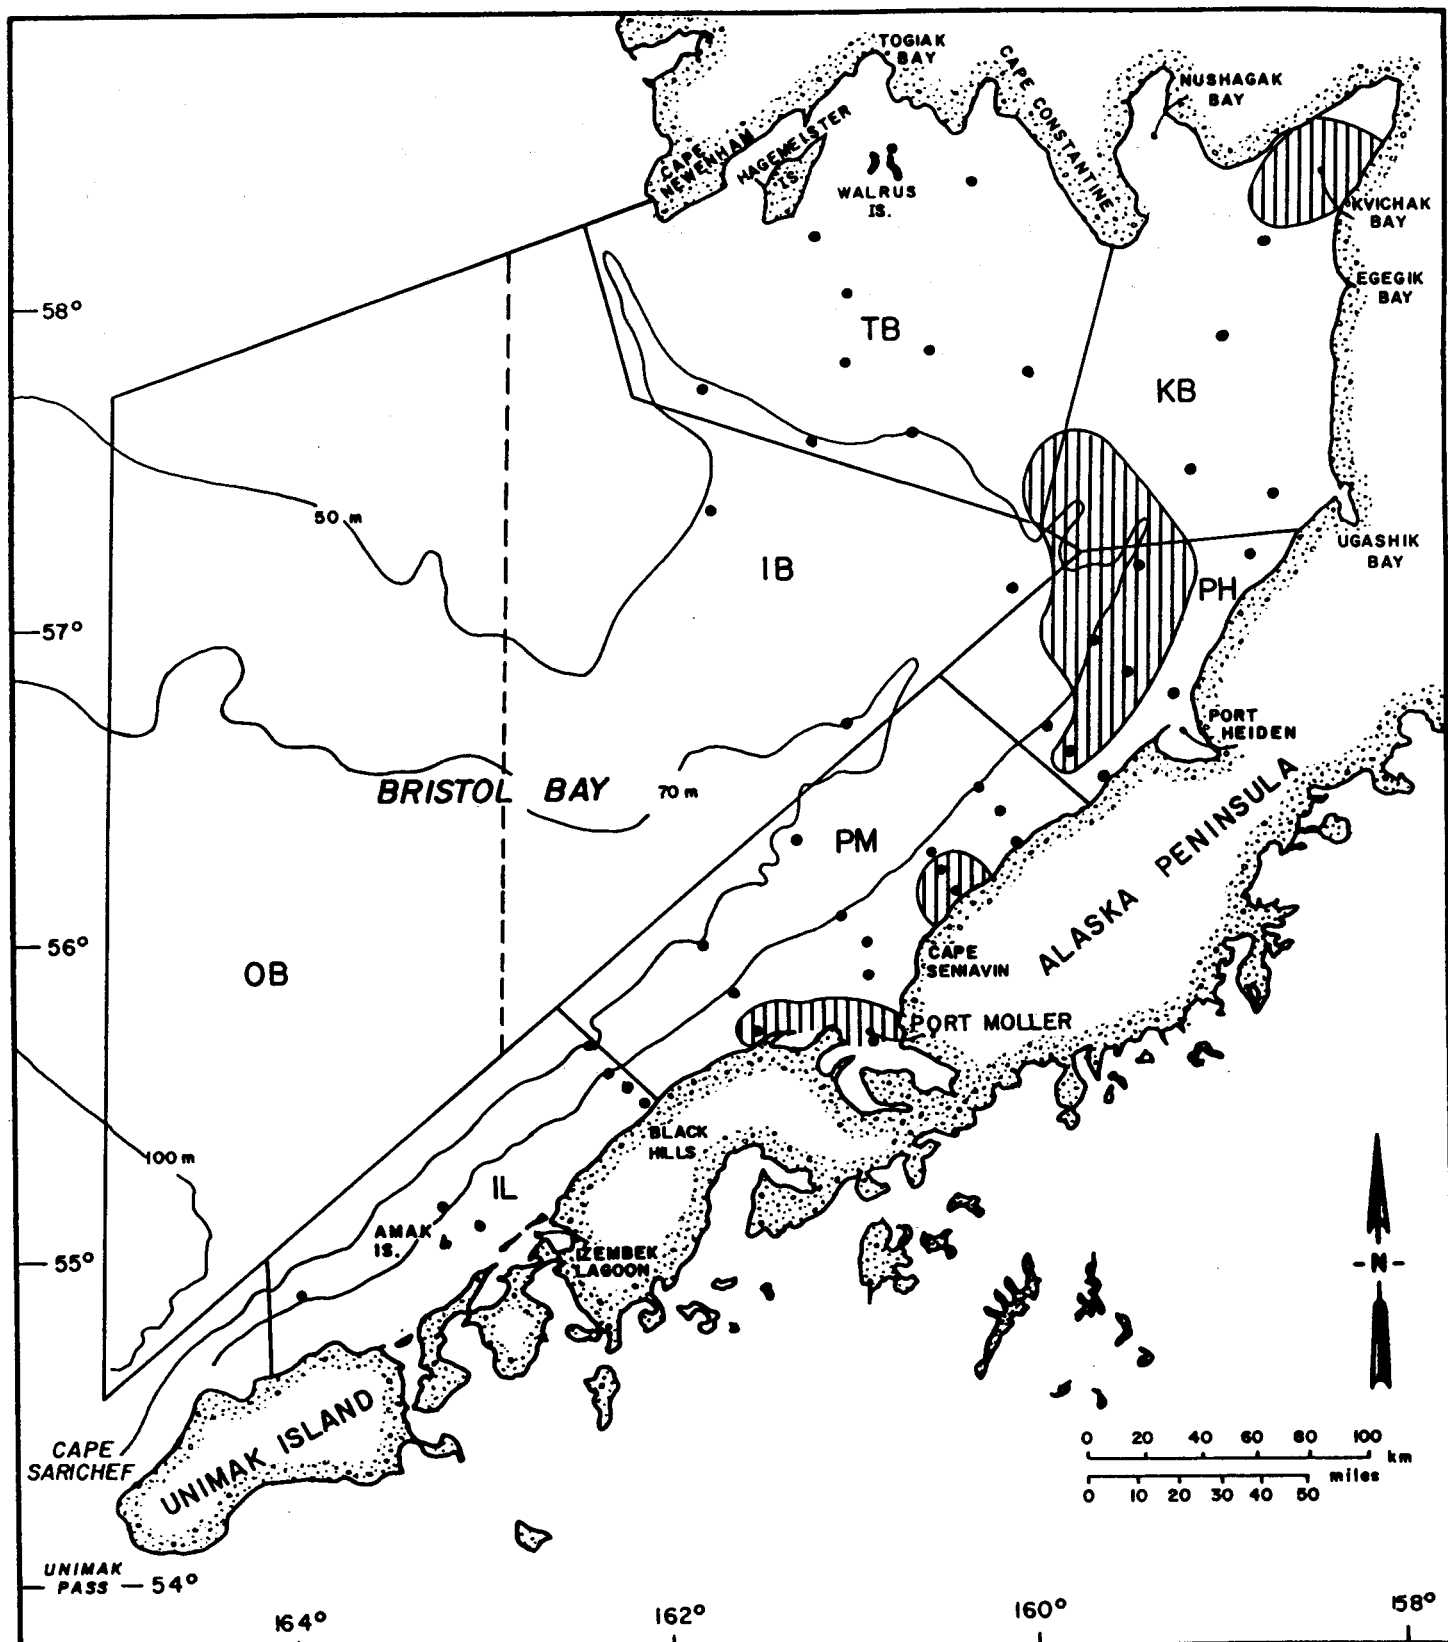 TOGIAK
BAY
CAPE CONSTANTINE
NUSHAGAK
BAY
CAPE
NEWENHAM
HAGEMEISTER
IS.
WALRUS
IS.
KVICHAK
BAY
EGEGIK
BAY
58°
TB
KB
50 m
UGASHIK
BAY
IB
PH
57°
PORT
HEIDEN
BRISTOL BAY
70 m
PM
ALASKA PENINSULA
56°
OB
CAPE
SENIAVIN
PORT MOLLER
BLACK
HILLS
100 m
IL
AMAK
IS.
IZEMBEK
LAGOON
55°
-N-
UNIMAK ISLAND
CAPE
SARICHEF
0 20 40 60 80 100
km
miles
0 10 20 30 40 50
UNIMAK
PASS
54°
164° 162° 160° 158°